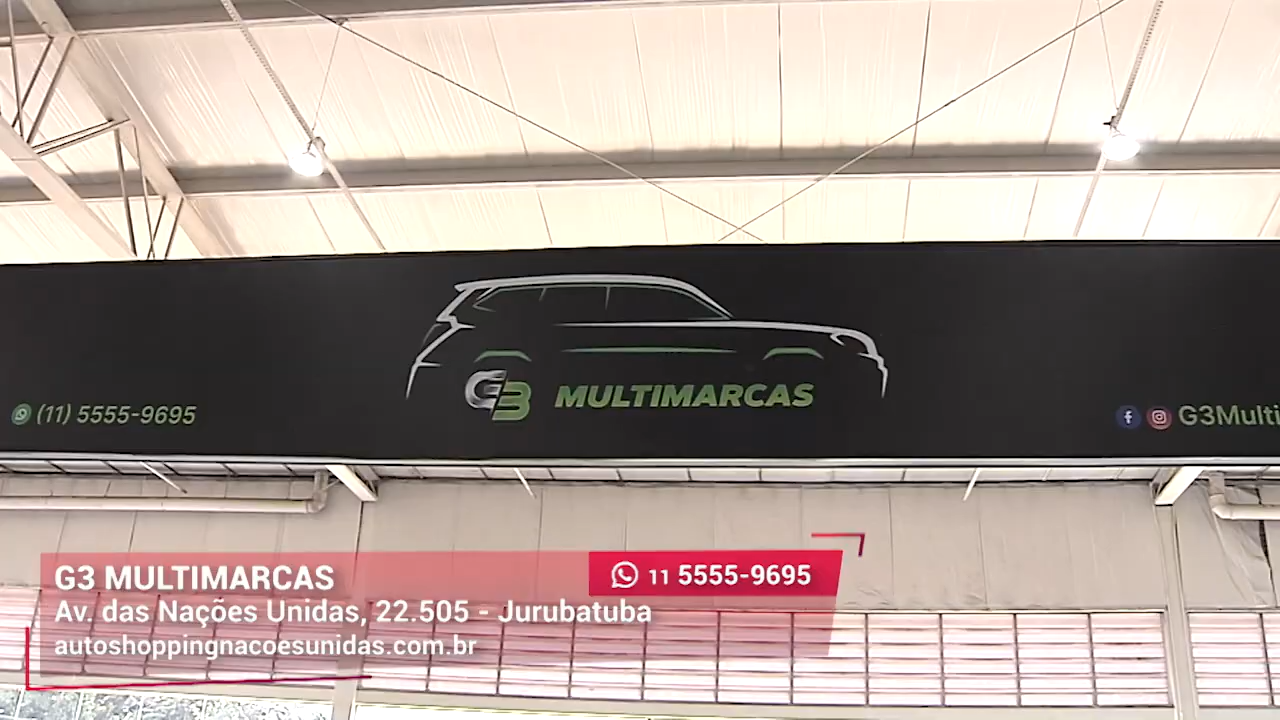 G3 MULTIMARCAS
(11) 5555-9695
G3Multi
G3 MULTIMARCAS
11 5555-9695
Av. das Nações Unidas, 22.505 - Jurubatuba
autoshoppingnacoesunidas.com.br